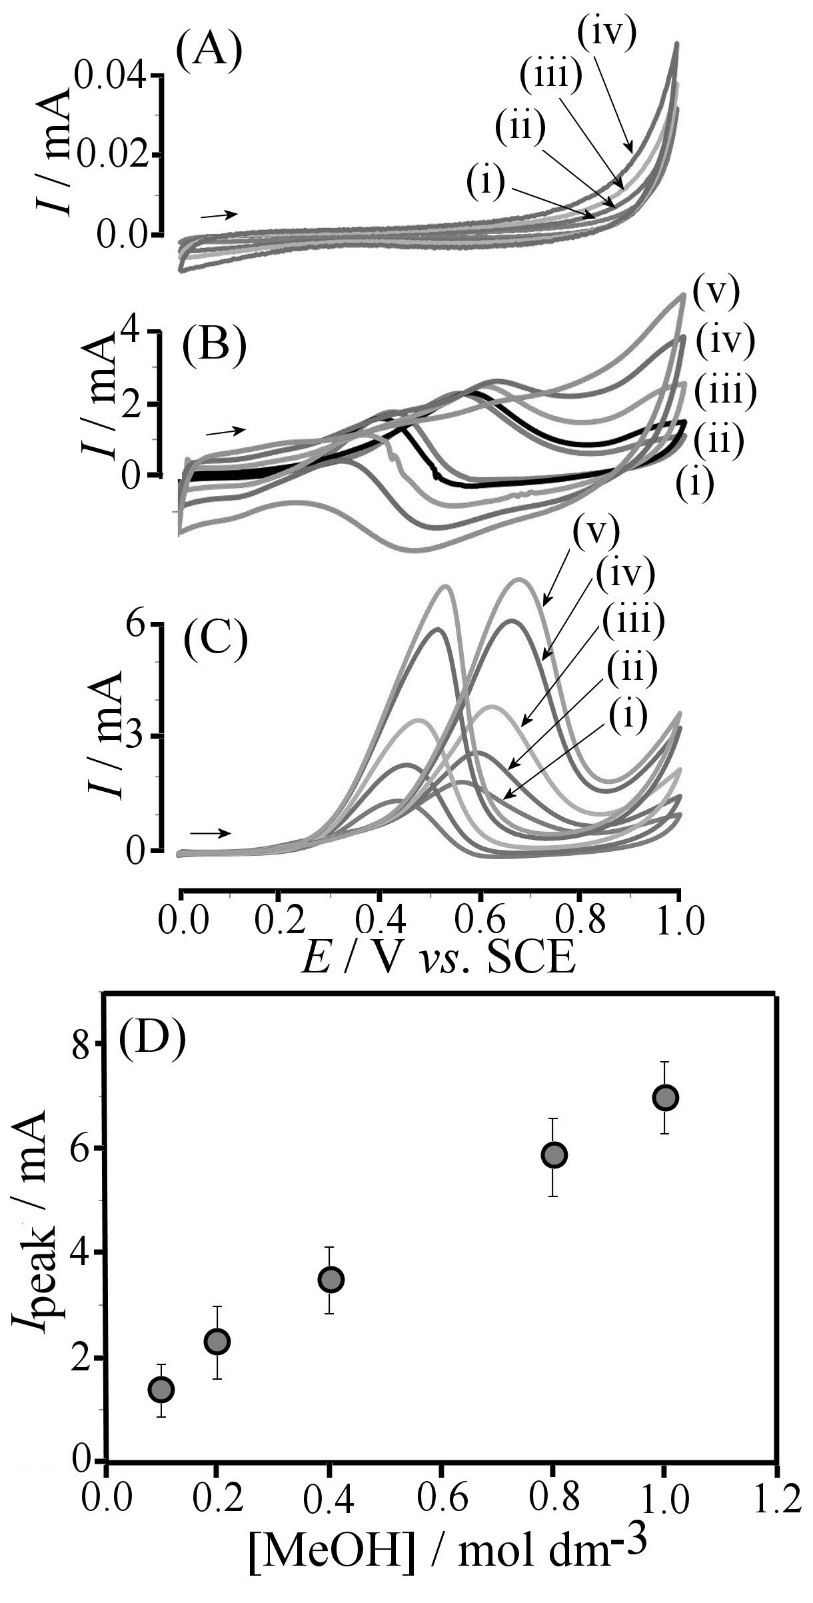 (A)
(iv)
(iii)
(ii)
(i)
0.04
0.02
0.0
I / mA
(B)
(v)
(iv)
(iii)
(ii)
(i)
4
2
0
I / mA
(C)
(v)
(iv)
(iii)
(ii)
(i)
6
3
0
I / mA
0.0 0.2 0.4 0.6 0.8 1.0
E / V vs. SCE
(D)
8
6
4
2
0
Ipeak / mA
0.0 0.2 0.4 0.6 0.8 1.0 1.2
[MeOH] / mol dm-3